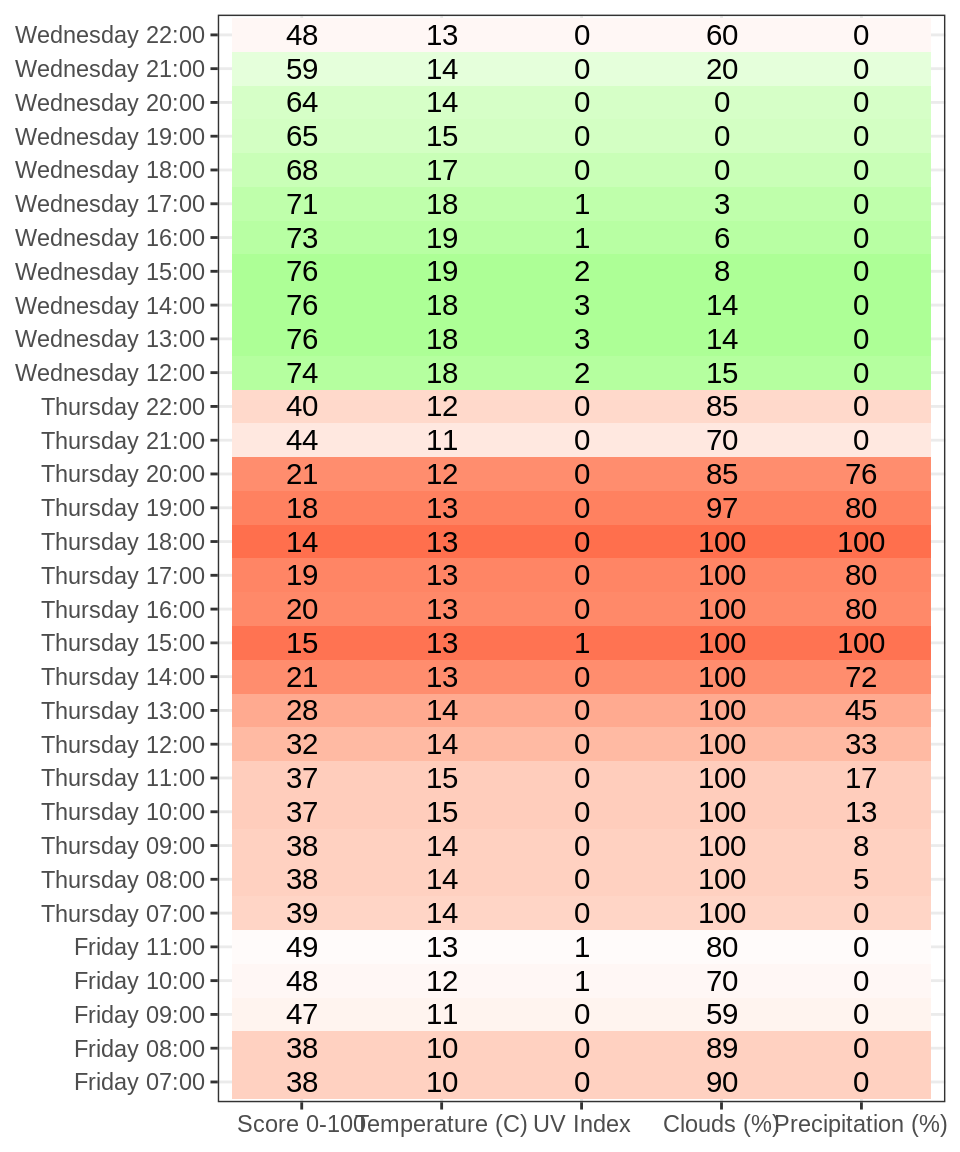 Wednesday 22:00 48 13 0 60 0
Wednesday 21:00 59 14 0 20 0
Wednesday 20:00 64 14 0 0 0
Wednesday 19:00 65 15 0 0 0
Wednesday 18:00 68 17 0 0 0
Wednesday 17:00 71 18 1 3 0
Wednesday 16:00 73 19 1 6 0
Wednesday 15:00 76 19 2 8 0
Wednesday 14:00 76 18 3 14 0
Wednesday 13:00 76 18 3 14 0
Wednesday 12:00 74 18 2 15 0
Thursday 22:00 40 12 0 85 0
Thursday 21:00 44 11 0 70 0
Thursday 20:00 21 12 0 85 76
Thursday 19:00 18 13 0 97 80
Thursday 18:00 14 13 0 100 100
Thursday 17:00 19 13 0 100 80
Thursday 16:00 20 13 0 100 80
Thursday 15:00 15 13 1 100 100
Thursday 14:00 21 13 0 100 72
Thursday 13:00 28 14 0 100 45
Thursday 12:00 32 14 0 100 33
Thursday 11:00 37 15 0 100 17
Thursday 10:00 37 15 0 100 13
Thursday 09:00 38 14 0 100 8
Thursday 08:00 38 14 0 100 5
Thursday 07:00 39 14 0 100 0
Friday 11:00 49 13 1 80 0
Friday 10:00 48 12 1 70 0
Friday 09:00 47 11 0 59 0
Friday 08:00 38 10 0 89 0
Friday 07:00 38 10 0 90 0
Score 0-100 Temperature (C) UV Index Clouds (%) Precipitation (%)